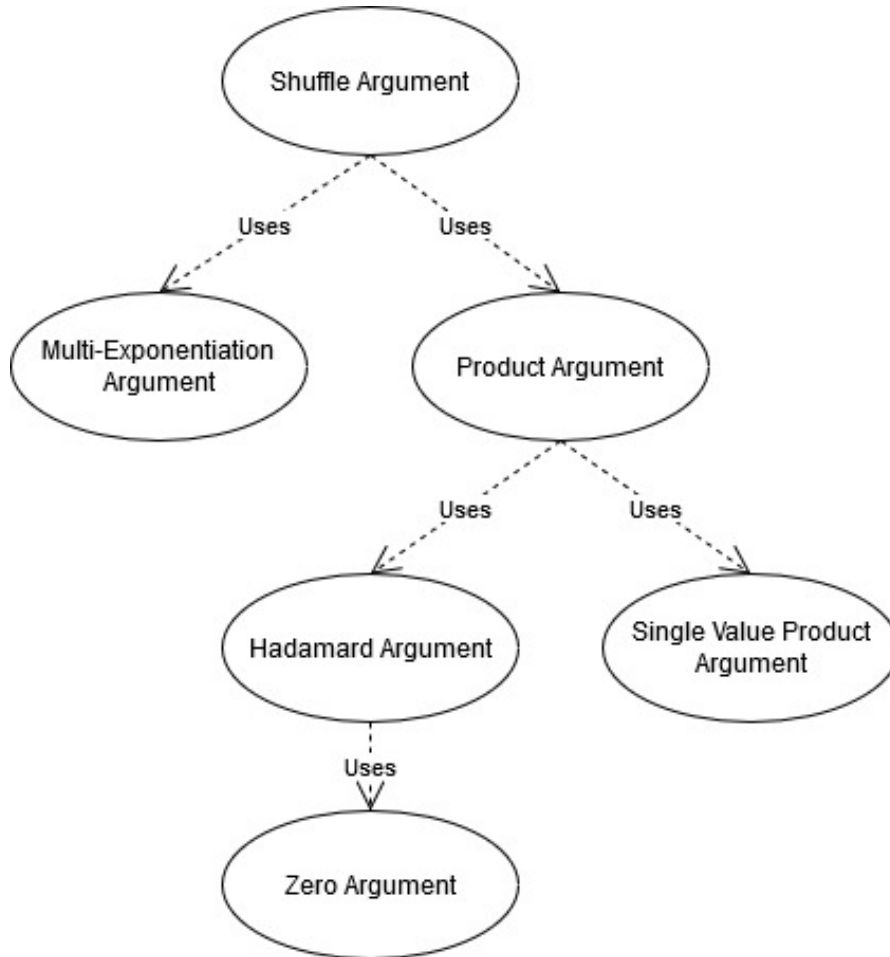 Shuffle Argument
Uses
Uses
Multi-Exponentiation
Argument
Product Argument
Uses
Uses
Hadamard Argument
Single Value Product
Argument
Uses
Zero Argument